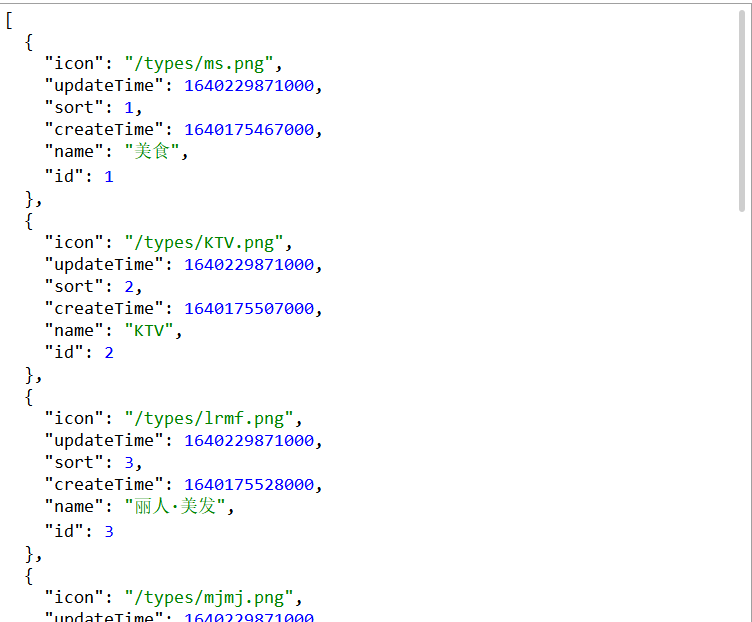 [
  {
    "icon": "/types/ms.png",
    "updateTime": 1640229871000,
    "sort": 1,
    "createTime": 1640175467000,
    "name": "美食",
    "id": 1
  },
  {
    "icon": "/types/KTV.png",
    "updateTime": 1640229871000,
    "sort": 2,
    "createTime": 1640175507000,
    "name": "KTV",
    "id": 2
  },
  {
    "icon": "/types/lrmf.png",
    "updateTime": 1640229871000,
    "sort": 3,
    "createTime": 1640175528000,
    "name": "丽人·美发",
    "id": 3
  },
  {
    "icon": "/types/mjmj.png",
    "updateTime": 1640229871000